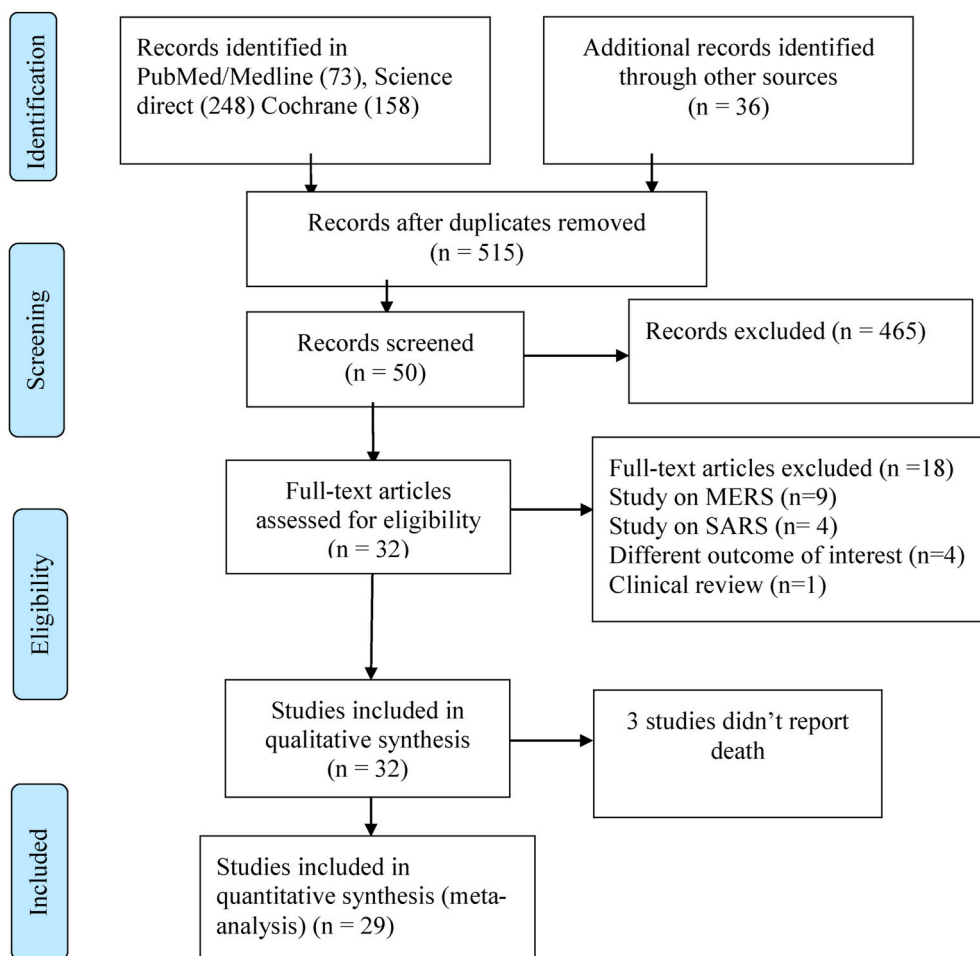 Identification
Records identified in
PubMed/Medline (73), Science
direct (248) Cochrane (158)
Additional records identified
through other sources
(n = 36)
Records after duplicates removed
(n = 515)
Screening
Records screened
(n = 50)
Records excluded (n = 465)
Eligibility
Full-text articles
assessed for eligibility
(n = 32)
Full-text articles excluded (n =18)
Study on MERS (n=9)
Study on SARS (n= 4)
Different outcome of interest (n=4)
Clinical review (n=1)
Studies included in
qualitative synthesis
(n = 32)
3 studies didn’t report
death
Included
Studies included in
quantitative synthesis (meta-
analysis) (n = 29)